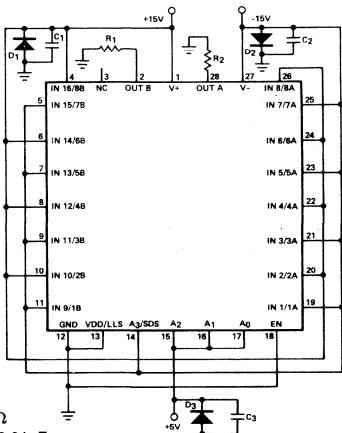 +15V -15V
D1 C1 R1 R2 D2 C2
4 3 2 1 28 27 26
IN 16/8B NC OUT B V+ OUT A V- IN 8/8A
5 IN 15/7B IN 7/7A 25
6 IN 14/6B IN 6/6A 24
7 IN 13/5B IN 5/5A 23
8 IN 12/4B IN 4/4A 22
9 IN 11/3B IN 3/3A 21
10 IN 10/2B IN 2/2A 20
11 IN 9/1B IN 1/1A 19
GND VDD/LLS A3/SDS A2 A1 A0 EN
12 13 14 15 16 17 18
Ω
D3 C3
+5V